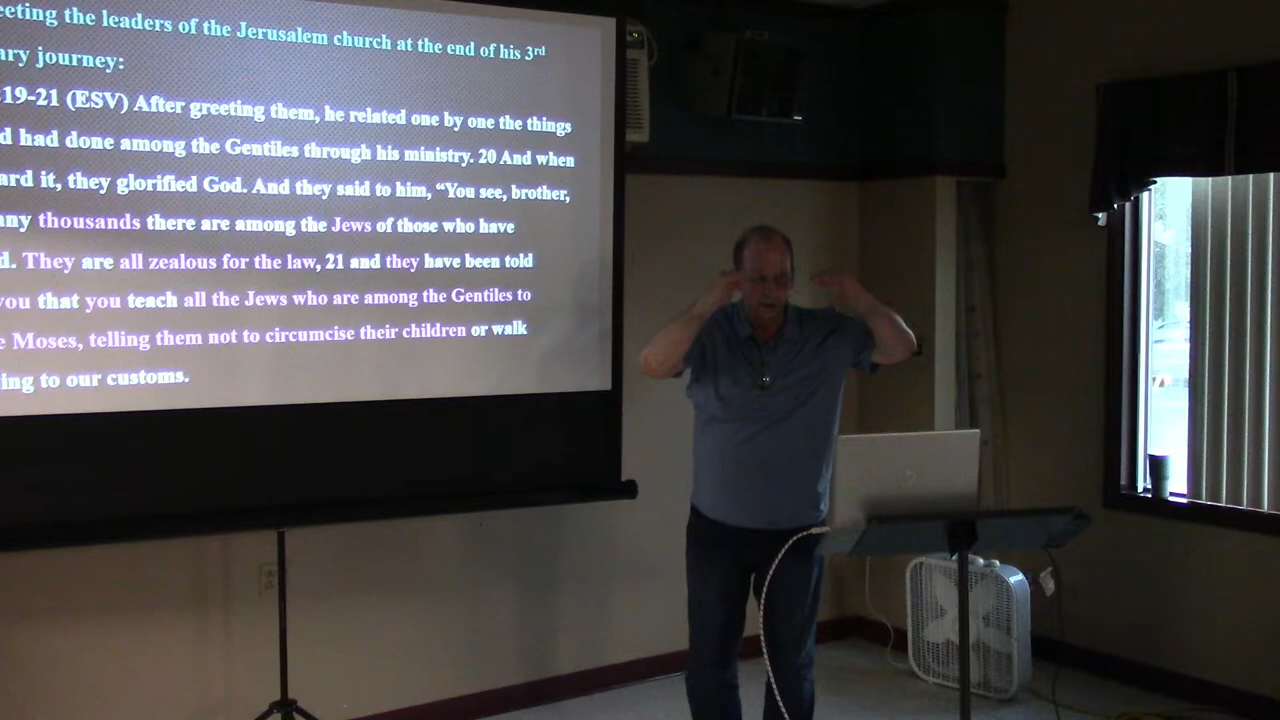 eeting the leaders of the Jerusalem church at the end of his 3rd
ary journey:
:19-21 (ESV) After greeting them, he related one by one the things
d had done among the Gentiles through his ministry. 20 And when
ard it, they glorified God. And they said to him, “You see, brother,
any thousands there are among the Jews of those who have
d. They are all zealous for the law, 21 and they have been told
you that you teach all the Jews who are among the Gentiles to
e Moses, telling them not to circumcise their children or walk
ing to our customs.
hp